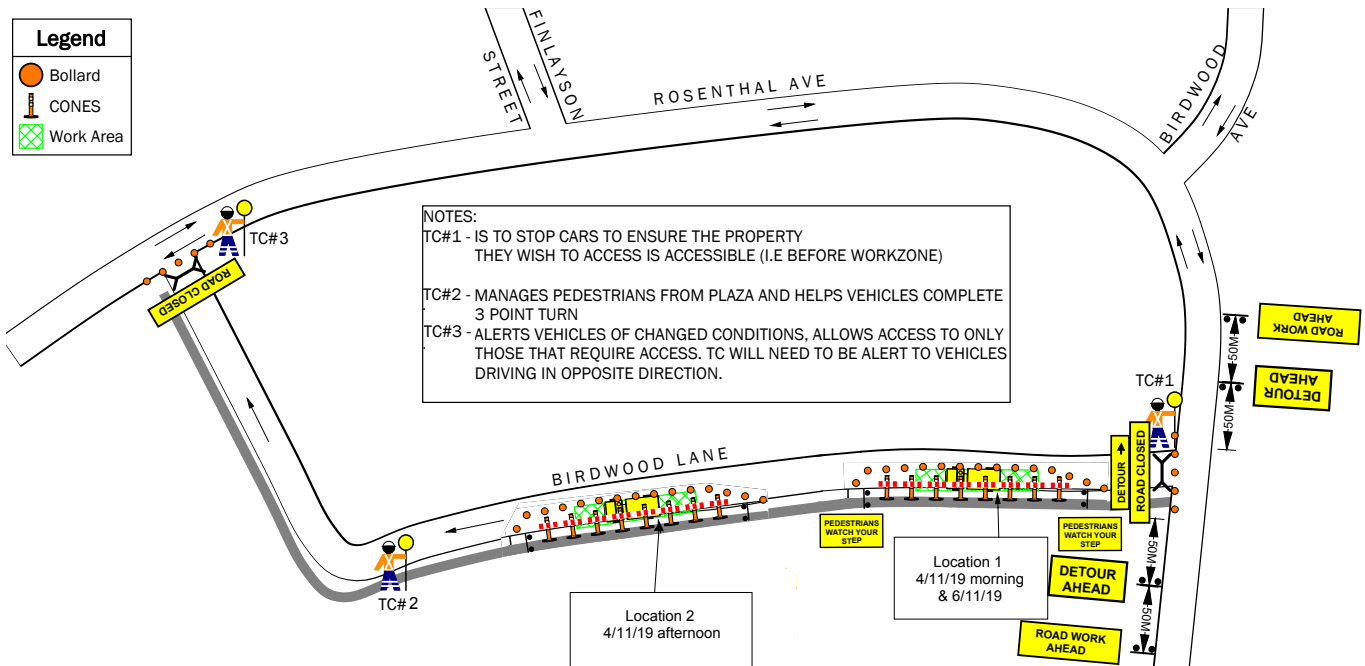 Legend
Bollard
CONES
Work Area
FINLAYSON
STREET
ROSENTHAL AVE
BIRDWOOD
AVE
TC#3
ROAD CLOSED
NOTES:
TC#1 - IS TO STOP CARS TO ENSURE THE PROPERTY
THEY WISH TO ACCESS IS ACCESSIBLE (I.E BEFORE WORKZONE)
TC#2 - MANAGES PEDESTRIANS FROM PLAZA AND HELPS VEHICLES COMPLETE
3 POINT TURN
TC#3 - ALERTS VEHICLES OF CHANGED CONDITIONS, ALLOWS ACCESS TO ONLY
THOSE THAT REQUIRE ACCESS. TC WILL NEED TO BE ALERT TO VEHICLES
DRIVING IN OPPOSITE DIRECTION.
ROAD WORK
AHEAD
50M
DETOUR
AHEAD
50M
TC#1
DETOUR
ROAD CLOSED
BIRDWOOD LANE
PEDESTRIANS
WATCH YOUR
STEP
PEDESTRIANS
WATCH YOUR
STEP
50M
DETOUR
AHEAD
50M
ROAD WORK
AHEAD
Location 1
4/11/19 morning
& 6/11/19
TC#2
Location 2
4/11/19 afternoon